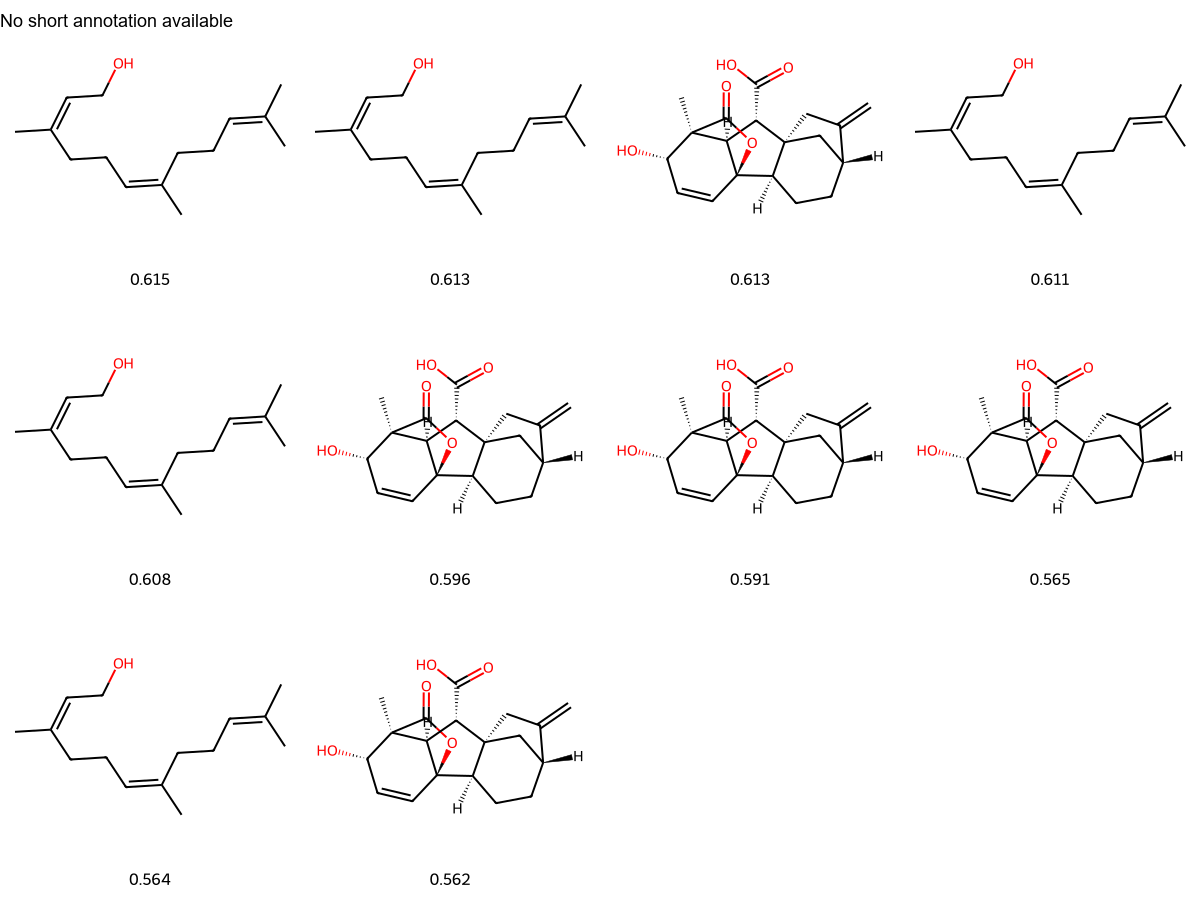 No short annotation available
OH OH HO O O H O HO H H OH
0.615 0.613 0.613 0.611
OH HO O O H O HO H H HO O O H O HO H H HO O O H O HO H H
0.608 0.596 0.591 0.565
OH HO O O H O HO H H
0.564 0.562